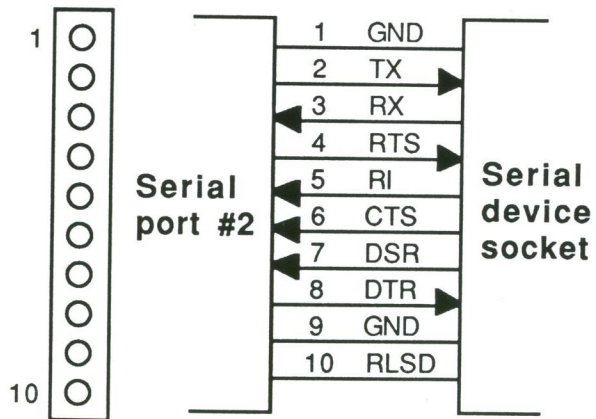 1
10
Serial
port #2
1 GND
2 TX
3 RX
4 RTS
5 RI
6 CTS
7 DSR
8 DTR
9 GND
10 RLSD
Serial
device
socket